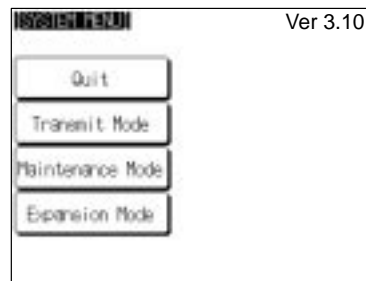 [SYSTEM MENU] Ver 3.10
Quit
Transmit Mode
Maintenance Mode
Expansion Mode